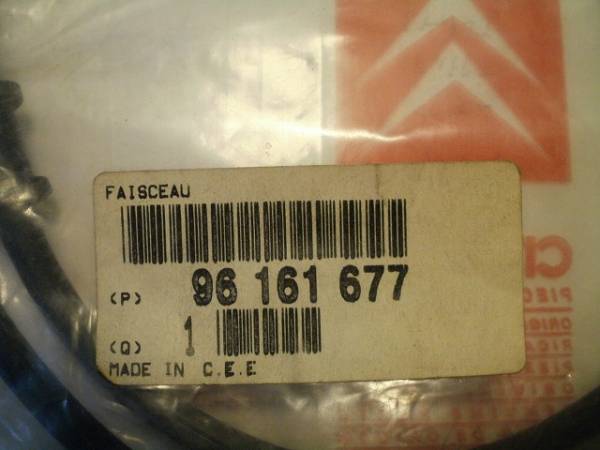 FAISCEAU
(P) 96 161 677
(Q) 1
MADE IN C.E.E